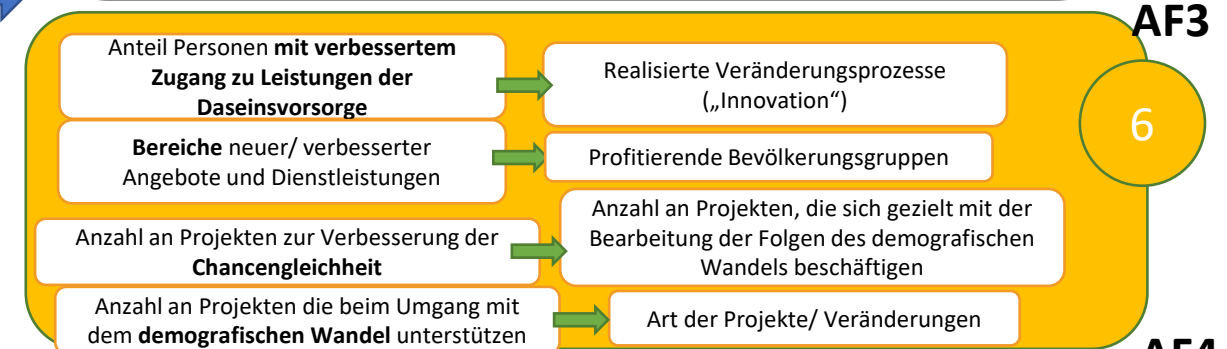 AF3
Anteil Personen mit verbessertem
Zugang zu Leistungen der
Daseinsvorsorge
Realisierte Veränderungsprozesse
(„Innovation“)
6
Bereiche neuer/ verbesserter
Angebote und Dienstleistungen
Profitierende Bevölkerungsgruppen
Anzahl an Projekten zur Verbesserung der
Chancengleichheit
Anzahl an Projekten, die sich gezielt mit der
Bearbeitung der Folgen des demografischen
Wandels beschäftigen
Anzahl an Projekten die beim Umgang mit
dem demografischen Wandel unterstützen
Art der Projekte/ Veränderungen
AF4